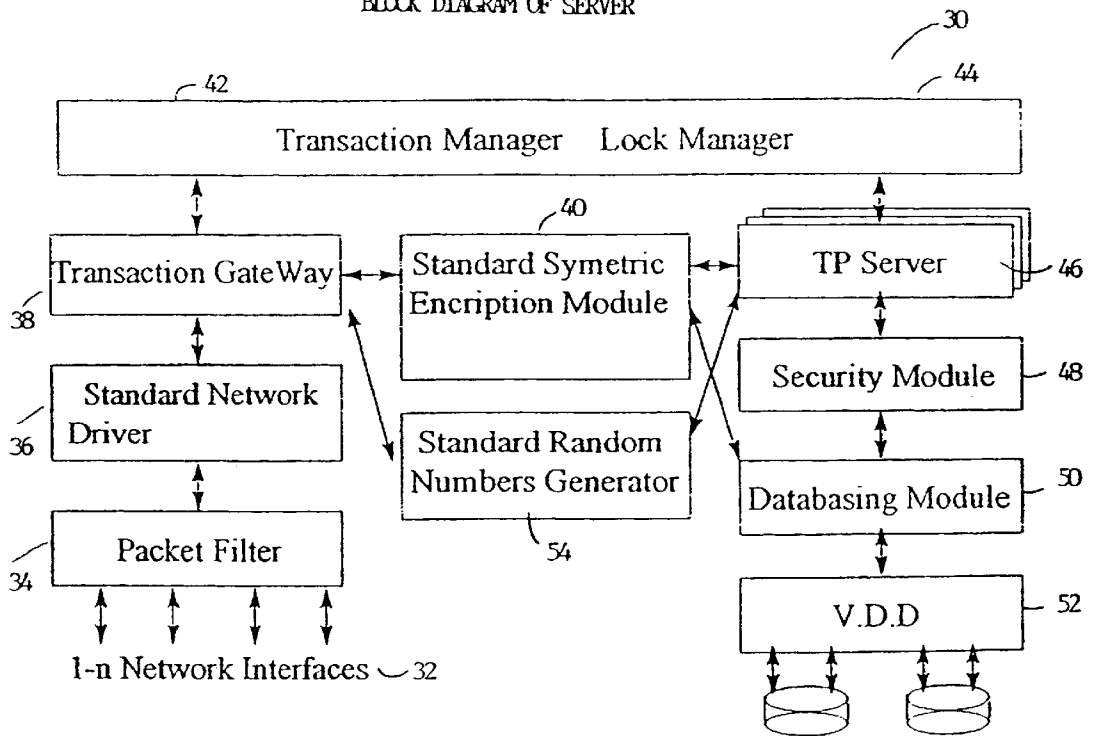 BLOCK DIAGRAM OF SERVER
30
42
44
Transaction Manager Lock Manager
40
Transaction GateWay
Standard Symetric
Encription Module
TP Server
46
38
Standard Network
Driver
Security Module
48
36
Standard Random
Numbers Generator
Databasing Module
50
54
Packet Filter
34
V.D.D
52
1-n Network Interfaces
32